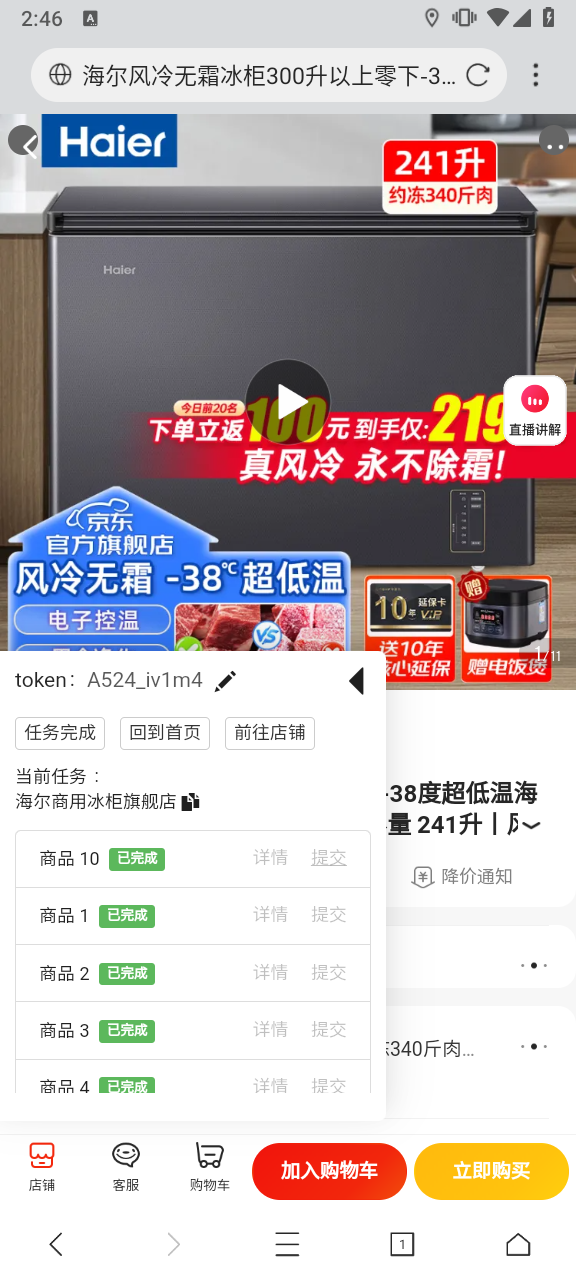 2:46
海尔风冷无霜冰柜300升以上零下-3...
Haier
241升
约冻340斤肉
Haier
直播讲解
今日前20名
下单立返100元 到手仅:219
真风冷 永不除霜!
京东
官方旗舰店
风冷无霜 -38℃超低温
电子控温
VS
10年 延保卡 VIP
赠
送10年
核心延保
赠电饭煲
1/11
token: A524_iv1m4
任务完成
回到首页
前往店铺
当前任务：
海尔商用冰柜旗舰店
商品 10 已完成 详情 提交
商品 1 已完成 详情 提交
商品 2 已完成 详情 提交
商品 3 已完成 详情 提交
商品 4 已完成 详情 提交
-38度超低温海
量 241升丨
降价通知
冻340斤肉...
店铺
客服
购物车
加入购物车
立即购买
1